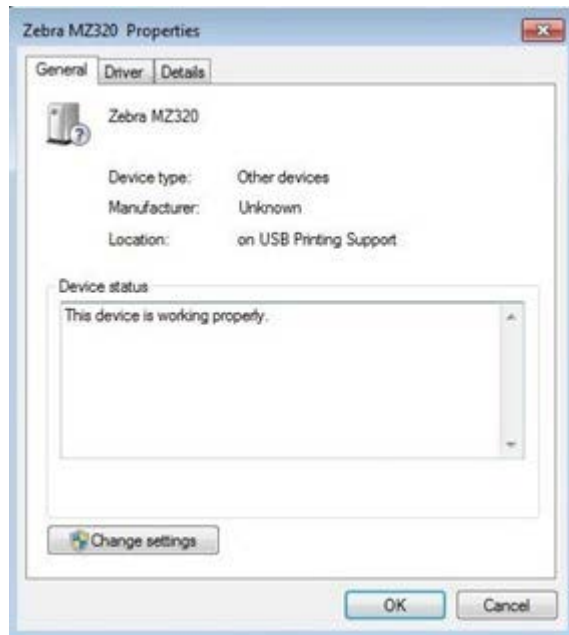 Zebra MZ320 Properties
General Driver Details
Zebra MZ320
Device type: Other devices
Manufacturer: Unknown
Location: on USB Printing Support
Device status
This device is working properly.
Change settings
OK Cancel